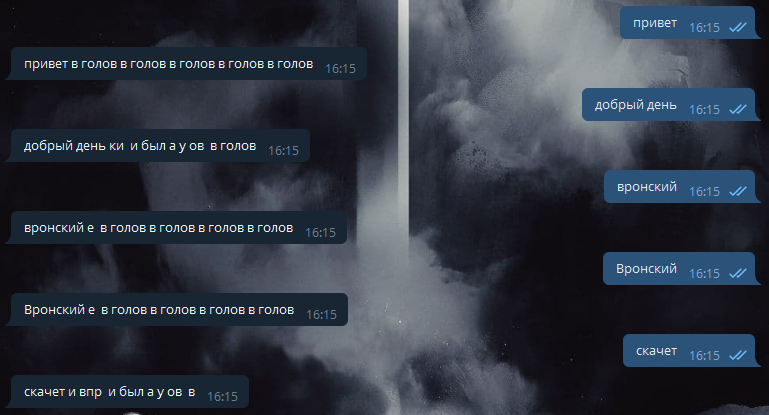 привет 16:15
привет в голов в голов в голов в голов в голов 16:15
добрый день 16:15
добрый день ки и был а у ов в голов 16:15
вронский 16:15
вронский е в голов в голов в голов в голов 16:15
Вронский 16:15
Вронский е в голов в голов в голов в голов 16:15
скачет 16:15
скачет и впр и был а у ов в 16:15